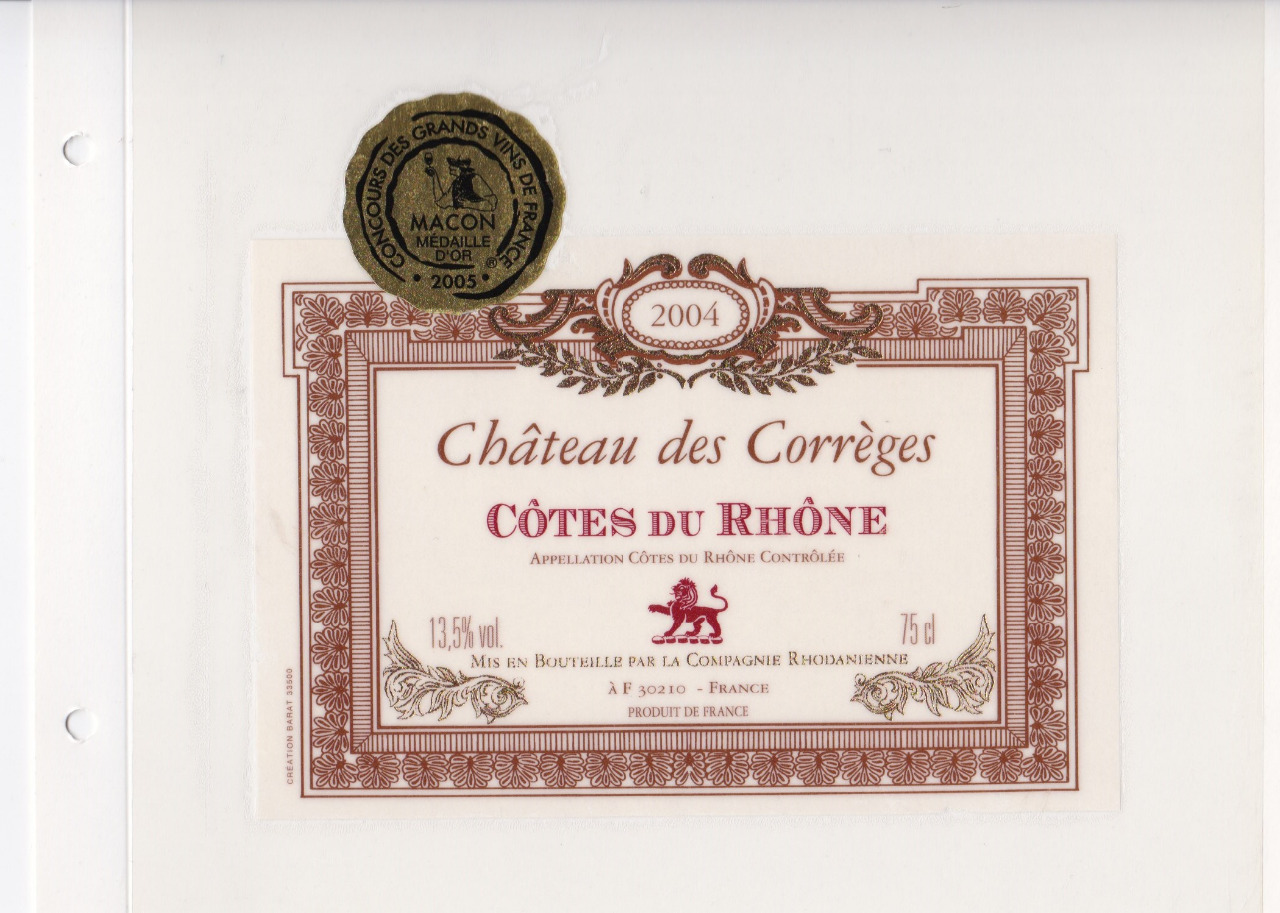 CONCOURS DES GRANDS VINS DE FRANCE
MACON
MÉDAILLE
D'OR ®
• 2005 •
2004
Château des Corrèges
CÔTES DU RHÔNE
APPELLATION CÔTES DU RHÔNE CONTRÔLÉE
13,5% vol.
75 cl
MIS EN BOUTEILLE PAR LA COMPAGNIE RHODANIENNE
À F 30210 - FRANCE
PRODUIT DE FRANCE
CRÉATION BARAT 33500